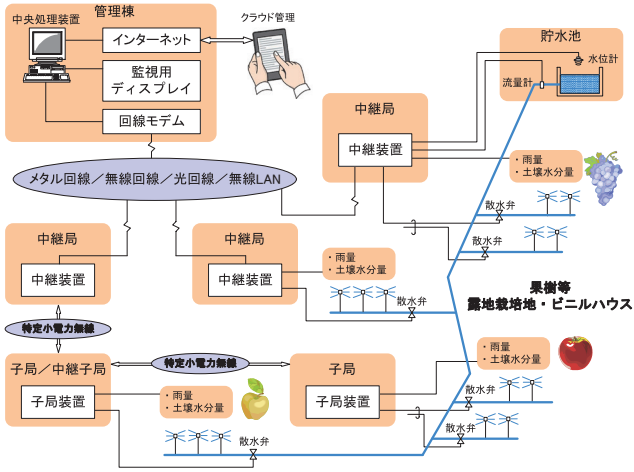 管理棟
中央処理装置
インターネット
クラウド管理
監視用
ディスプレイ
回線モデム
貯水池
水位計
流量計
中継局
中継装置
・雨量
・土壌水分量
メタル回線／無線回線／光回線／無線LAN
散水弁
散水弁
中継局
中継装置
中継局
中継装置
・雨量
・土壌水分量
散水弁
果樹等
露地栽培地・ビニルハウス
特定小電力無線
子局／中継子局
子局装置
特定小電力無線
・雨量
・土壌水分量
子局
子局装置
・雨量
・土壌水分量
散水弁
散水弁
散水弁